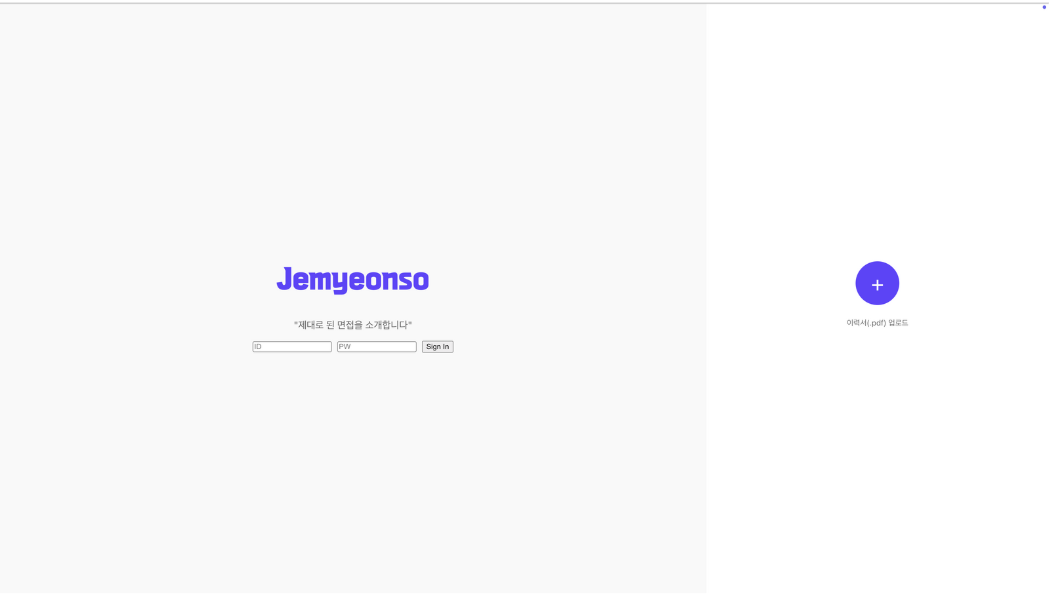 Jemyeonso
"제대로 된 면접을 소개합니다"
ID PW Sign In
+
이력서(.pdf) 업로드